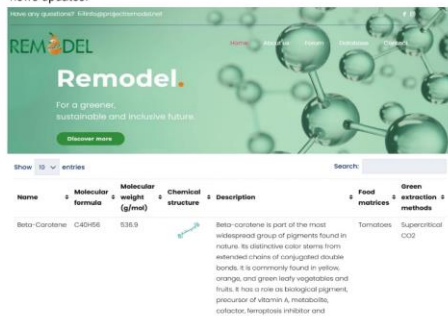 Have any questions? info@projectremodel.net
REMODEL
Home About Us Forum Database Contact
Remodel.
For a greener,
sustainable and inclusive future.
Discover more
Show 10 entries
Search:
Name
Molecular formula
Molecular weight (g/mol)
Chemical structure
Description
Food matrices
Green extraction methods
Beta-Carotene C40H56 536.9
Beta-carotene is part of the most
widespread group of pigments found in
nature. Its distinctive color stems from
extended chains of conjugated double
bonds. It is commonly found in yellow,
orange, and green leafy vegetables and
fruits. It has a role as biological pigment,
precursor of vitamin A, metabolite,
cofactor, ferroptosis inhibitor and
Tomatoes
Supercritical
CO2